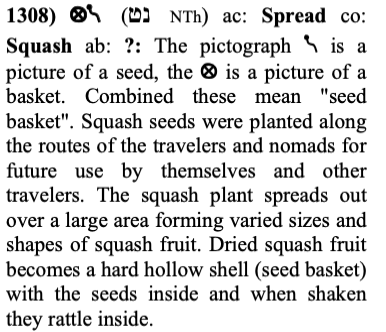 1308) ⊗𐤍 (נט NTh) ac: Spread co:
Squash ab: ?: The pictograph 𐤍 is a
picture of a seed, the ⊗ is a picture of a
basket. Combined these mean "seed
basket". Squash seeds were planted along
the routes of the travelers and nomads for
future use by themselves and other
travelers. The squash plant spreads out
over a large area forming varied sizes and
shapes of squash fruit. Dried squash fruit
becomes a hard hollow shell (seed basket)
with the seeds inside and when shaken
they rattle inside.